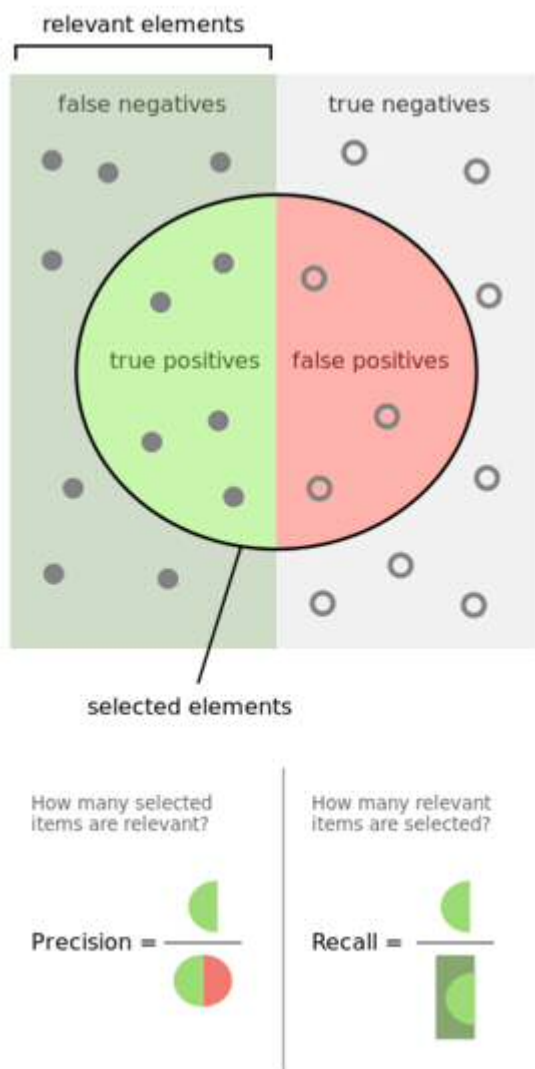 relevant elements
false negatives
true negatives
true positives
false positives
selected elements
How many selected
items are relevant?
How many relevant
items are selected?
Precision =
Recall =